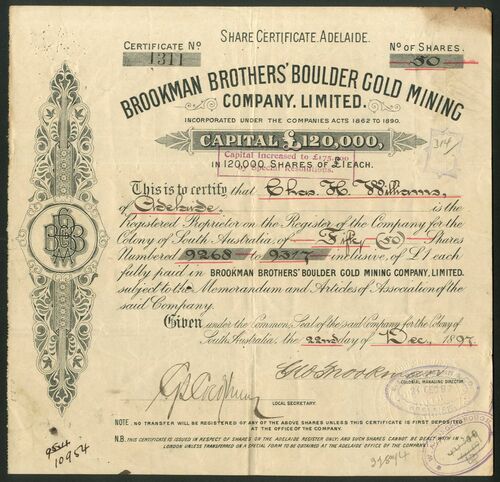 SHARE CERTIFICATE. ADELAIDE.
CERTIFICATE No 1311
No OF SHARES. 50
BROOKMAN BROTHERS' BOULDER GOLD MINING
COMPANY. LIMITED.
INCORPORATED UNDER THE COMPANIES ACTS 1862 TO 1890.
CAPITAL £120,000,
Capital Increased to £175,000
by Special Resolutions.
IN 120,000 SHARES OF £1 EACH.
This is to certify that Chas. H. Williams
of Adelaide. is the
Registered Proprietor on the Register of the Company for the
Colony of South Australia, of Fifty (50) Shares
Numbered 9268 to 9317 inclusive, of £1 each
fully paid in BROOKMAN BROTHERS' BOULDER GOLD MINING COMPANY, LIMITED.
subject to the Memorandum and Articles of Association of the
said Company.
Given under the Common Seal of the said Company for the Colony of
South Australia, the 22nd day of Dec. 1897.
COLONIAL MANAGING DIRECTOR.
LOCAL SECRETARY.
NOTE. NO TRANSFER WILL BE REGISTERED OF ANY OF THE ABOVE SHARES UNLESS THIS CERTIFICATE IS FIRST DEPOSITED
AT THE OFFICE OF THE COMPANY.
N.B. THIS CERTIFICATE IS ISSUED IN RESPECT OF SHARES ON THE ADELAIDE REGISTER ONLY; AND SUCH SHARES CANNOT BE DEALT WITH IN
LONDON UNLESS TRANSFERRED ON A SPECIAL FORM TO BE OBTAINED AT THE ADELAIDE OFFICE OF THE COMPANY.
10954